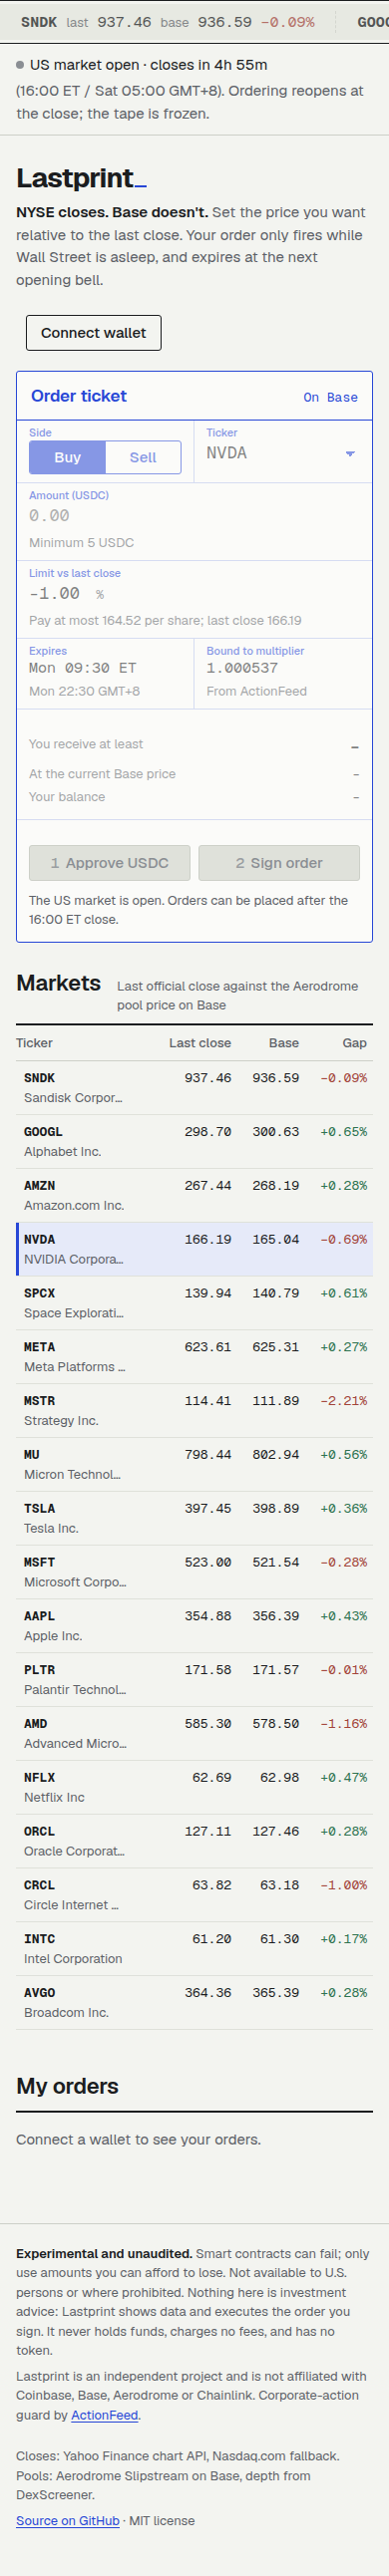 SNDK last 937.46 base 936.59 −0.09% GOO
US market open · closes in 4h 55m
(16:00 ET / Sat 05:00 GMT+8). Ordering reopens at
the close; the tape is frozen.
Lastprint_
NYSE closes. Base doesn't. Set the price you want
relative to the last close. Your order only fires while
Wall Street is asleep, and expires at the next
opening bell.
Connect wallet
Order ticket On Base
Side Ticker
Buy Sell NVDA
Amount (USDC)
0.00
Minimum 5 USDC
Limit vs last close
-1.00 %
Pay at most 164.52 per share; last close 166.19
Expires Bound to multiplier
Mon 09:30 ET 1.000537
Mon 22:30 GMT+8 From ActionFeed
You receive at least –
At the current Base price –
Your balance –
1 Approve USDC 2 Sign order
The US market is open. Orders can be placed after the
16:00 ET close.
Markets Last official close against the Aerodrome
pool price on Base
Ticker Last close Base Gap
SNDK 937.46 936.59 −0.09%
Sandisk Corpor…
GOOGL 298.70 300.63 +0.65%
Alphabet Inc.
AMZN 267.44 268.19 +0.28%
Amazon.com Inc.
NVDA 166.19 165.04 −0.69%
NVIDIA Corpora…
SPCX 139.94 140.79 +0.61%
Space Explorati…
META 623.61 625.31 +0.27%
Meta Platforms …
MSTR 114.41 111.89 −2.21%
Strategy Inc.
MU 798.44 802.94 +0.56%
Micron Technol…
TSLA 397.45 398.89 +0.36%
Tesla Inc.
MSFT 523.00 521.54 −0.28%
Microsoft Corpo…
AAPL 354.88 356.39 +0.43%
Apple Inc.
PLTR 171.58 171.57 −0.01%
Palantir Technol…
AMD 585.30 578.50 −1.16%
Advanced Micro…
NFLX 62.69 62.98 +0.47%
Netflix Inc
ORCL 127.11 127.46 +0.28%
Oracle Corporat…
CRCL 63.82 63.18 −1.00%
Circle Internet …
INTC 61.20 61.30 +0.17%
Intel Corporation
AVGO 364.36 365.39 +0.28%
Broadcom Inc.
My orders
Connect a wallet to see your orders.
Experimental and unaudited. Smart contracts can fail; only
use amounts you can afford to lose. Not available to U.S.
persons or where prohibited. Nothing here is investment
advice: Lastprint shows data and executes the order you
sign. It never holds funds, charges no fees, and has no
token.
Lastprint is an independent project and is not affiliated with
Coinbase, Base, Aerodrome or Chainlink. Corporate-action
guard by ActionFeed.
Closes: Yahoo Finance chart API, Nasdaq.com fallback.
Pools: Aerodrome Slipstream on Base, depth from
DexScreener.
Source on GitHub · MIT license